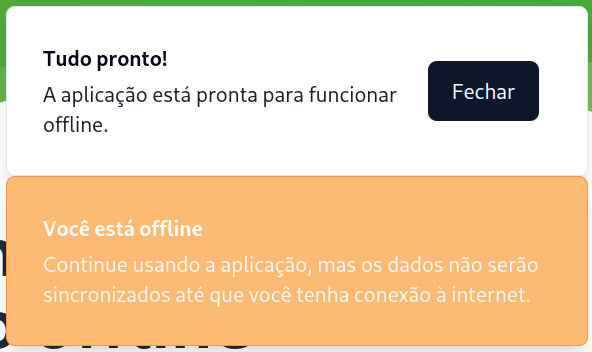 Tudo pronto!
A aplicação está pronta para funcionar
offline.
Fechar
Você está offline
Continue usando a aplicação, mas os dados não serão
sincronizados até que você tenha conexão à internet.